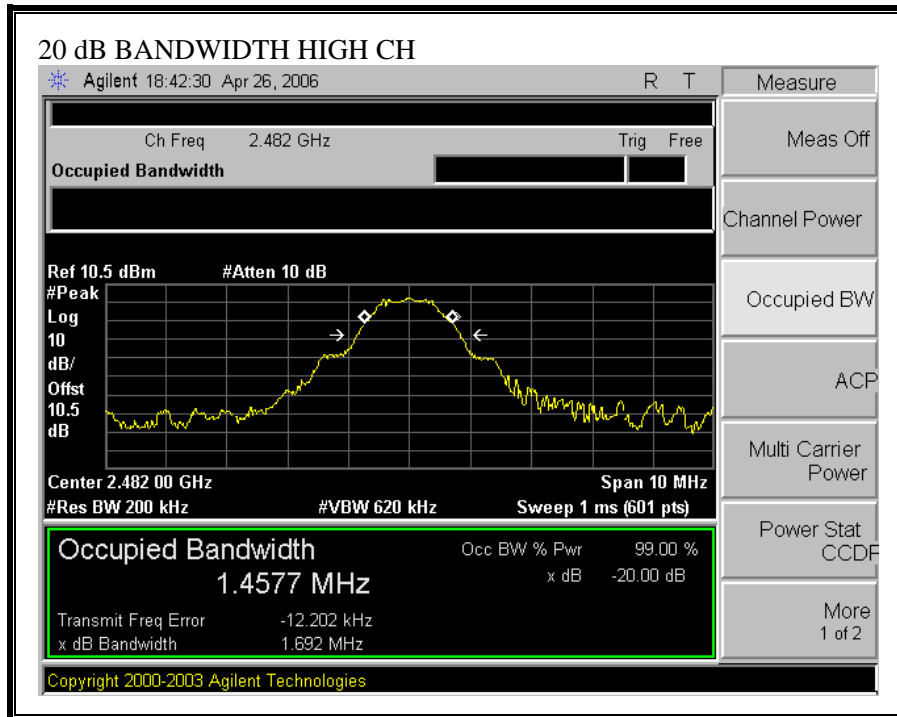 20 dB BANDWIDTH HIGH CH
Agilent 18:42:30 Apr 26, 2006 R T
Measure
Ch Freq 2.482 GHz Trig Free
Occupied Bandwidth
Meas Off
Channel Power
Ref 10.5 dBm #Atten 10 dB
#Peak
Log
10
dB/
Offst
10.5
dB
Occupied BW
ACP
Center 2.482 00 GHz Span 10 MHz
#Res BW 200 kHz #VBW 620 kHz Sweep 1 ms (601 pts)
Multi Carrier
Power
Occupied Bandwidth
1.4577 MHz
Occ BW % Pwr 99.00 %
x dB -20.00 dB
Transmit Freq Error -12.202 kHz
x dB Bandwidth 1.692 MHz
Power Stat
CCDF
More
1 of 2
Copyright 2000-2003 Agilent Technologies